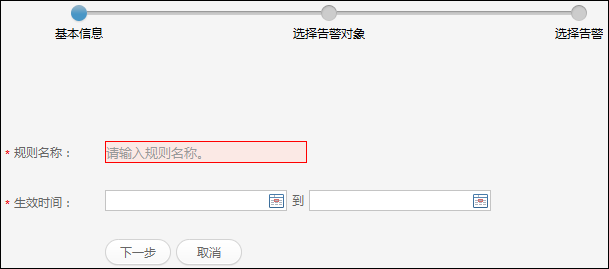 基本信息 选择告警对象 选择告警
* 规则名称： 请输入规则名称。
* 生效时间： 到
下一步 取消